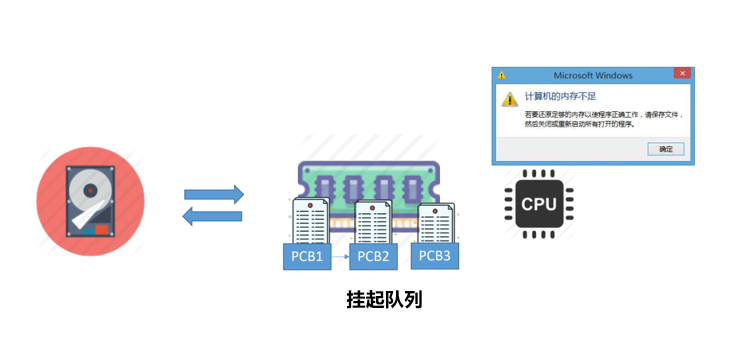 Microsoft Windows
计算机的内存不足
若要还原足够的内存以使程序正确工作，请保存文件，
然后关闭或重新启动所有打开的程序。
确定
CPU
PCB1
PCB2
PCB3
挂起队列